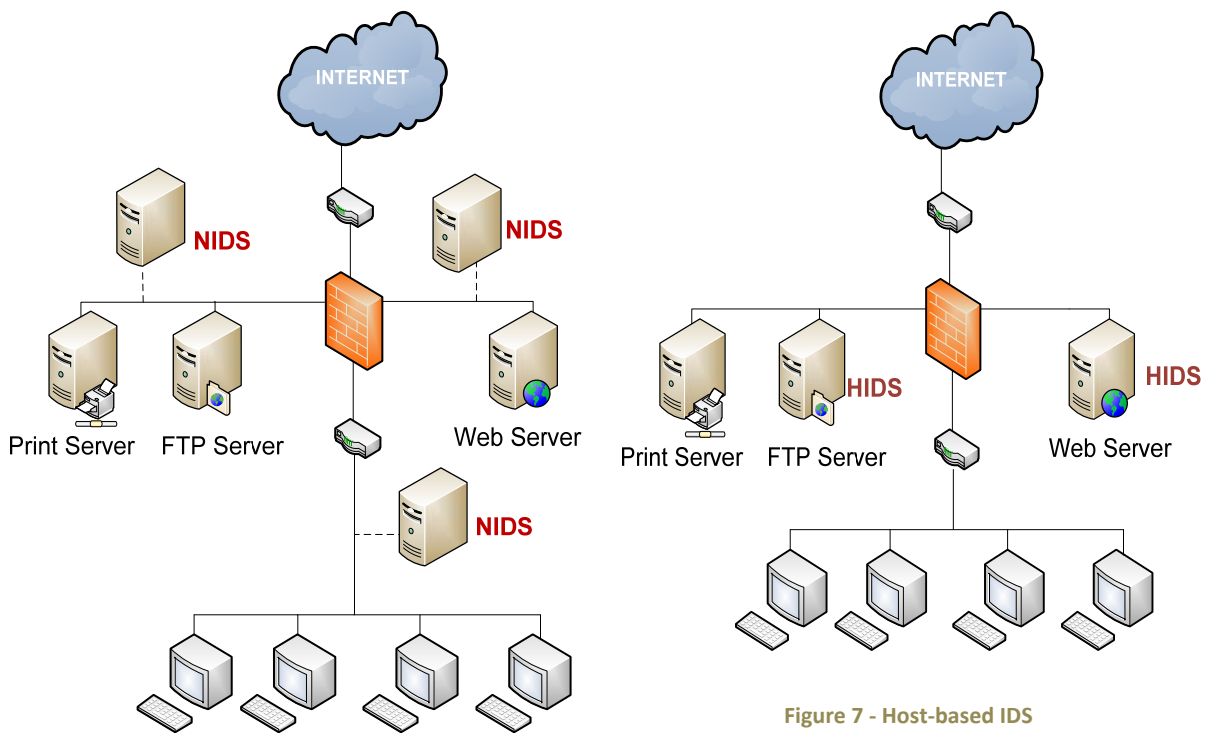 INTERNET
NIDS
NIDS
Print Server
FTP Server
Web Server
NIDS
INTERNET
HIDS
HIDS
Print Server
FTP Server
Web Server
Figure 7 - Host-based IDS